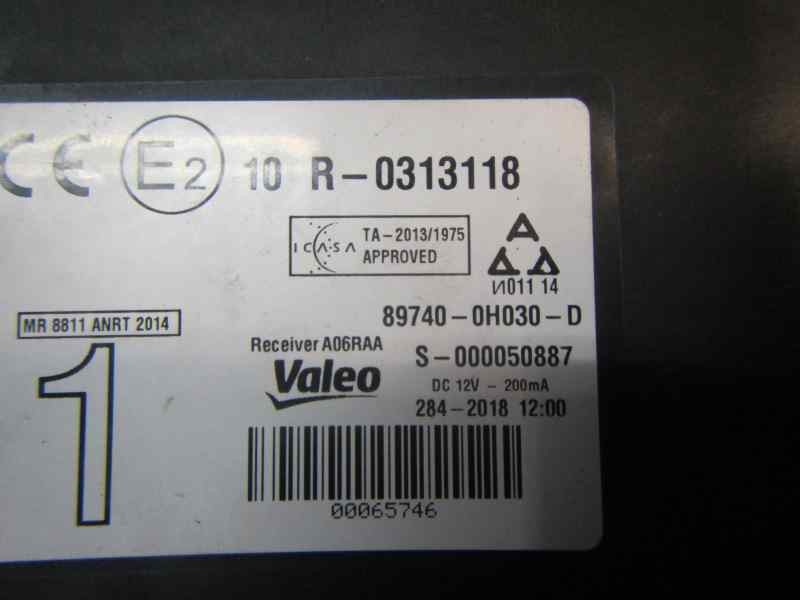 CE E2 10 R-0313118
ICASA TA-2013/1975
APPROVED
A
И011 14
89740-0H030-D
MR 8811 ANRT 2014
Receiver A06RAA
S-000050887
Valeo
DC 12V - 200mA
284-2018 12:00
1
00065746